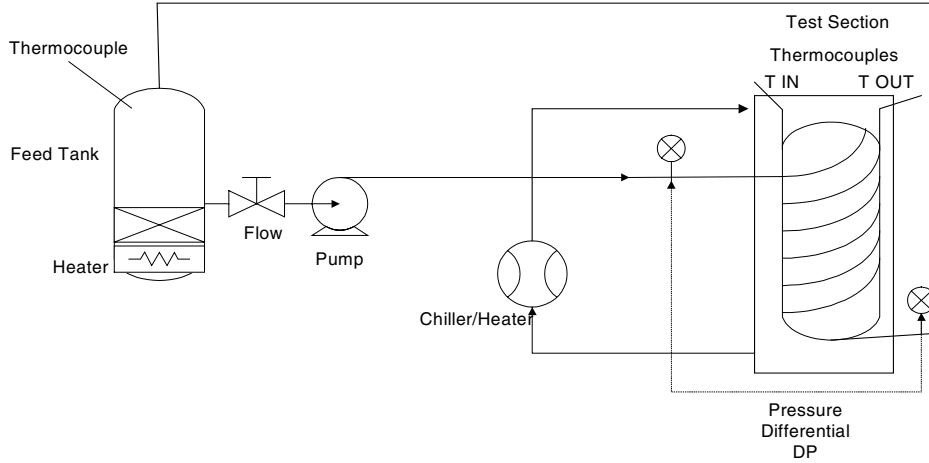 Test Section
Thermocouple
Thermocouples
T IN
T OUT
Feed Tank
Flow
Heater
Pump
Chiller/Heater
Pressure
Differential
DP